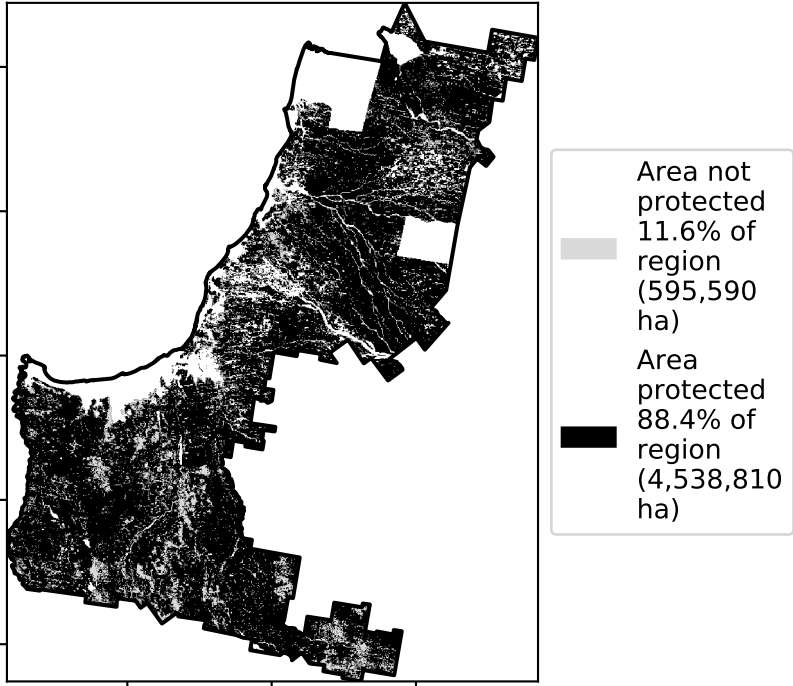 Area not
protected
11.6% of
region
(595,590
ha)
Area
protected
88.4% of
region
(4,538,810
ha)